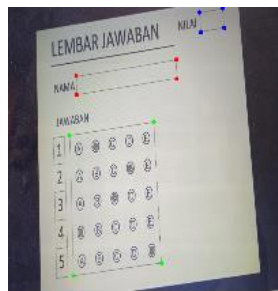 LEMBAR JAWABAN
NILAI
NAMA
JAWABAN
1 A B C D E
2 A B C D E
3 A B C D E
4 A B C D E
5 A B C D E